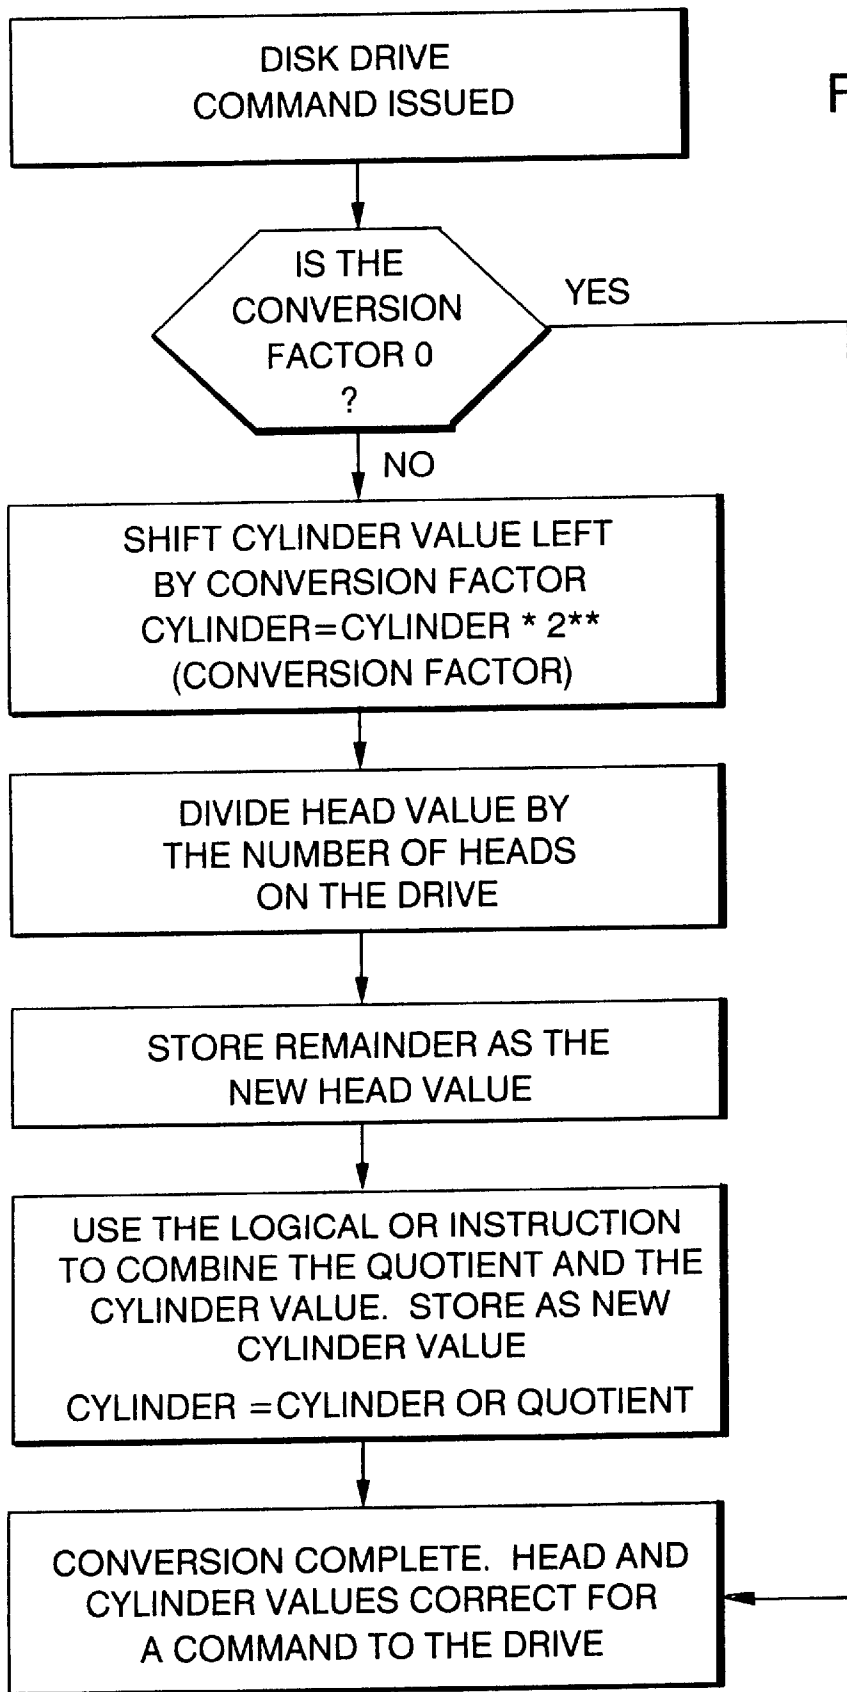 DISK DRIVE
COMMAND ISSUED
F
IS THE
CONVERSION
FACTOR 0
?
YES
NO
SHIFT CYLINDER VALUE LEFT
BY CONVERSION FACTOR
CYLINDER=CYLINDER * 2**
(CONVERSION FACTOR)
DIVIDE HEAD VALUE BY
THE NUMBER OF HEADS
ON THE DRIVE
STORE REMAINDER AS THE
NEW HEAD VALUE
USE THE LOGICAL OR INSTRUCTION
TO COMBINE THE QUOTIENT AND THE
CYLINDER VALUE.  STORE AS NEW
CYLINDER VALUE
CYLINDER =CYLINDER OR QUOTIENT
CONVERSION COMPLETE.  HEAD AND
CYLINDER VALUES CORRECT FOR
A COMMAND TO THE DRIVE